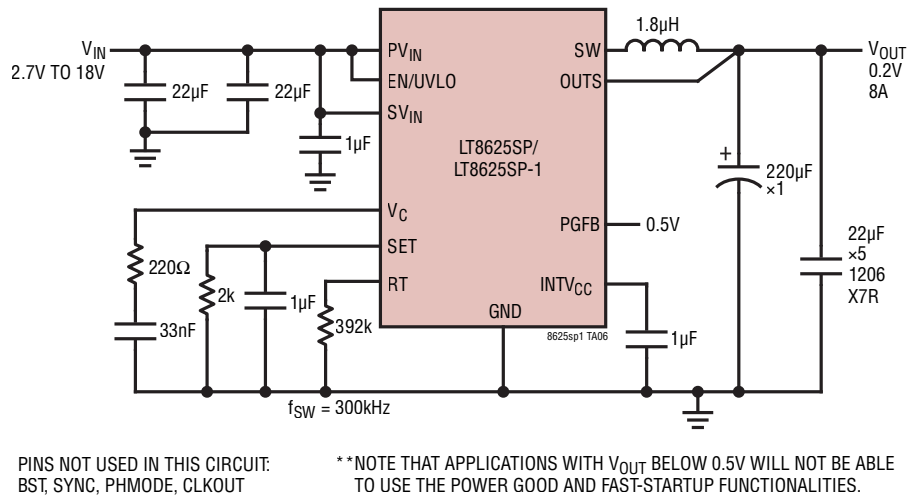 V_IN
2.7V TO 18V
22µF
22µF
1µF
PV_IN
EN/UVLO
SV_IN
LT8625SP/
LT8625SP-1
V_C
SET
RT
SW
OUTS
PGFB
INTV_CC
GND
1.8µH
V_OUT
0.2V
8A
+
220µF
×1
0.5V
22µF
×5
1206
X7R
220Ω
33nF
2k
1µF
392k
8625sp1 TA06
1µF
f_SW = 300kHz
PINS NOT USED IN THIS CIRCUIT:
BST, SYNC, PHMODE, CLKOUT
**NOTE THAT APPLICATIONS WITH V_OUT BELOW 0.5V WILL NOT BE ABLE
TO USE THE POWER GOOD AND FAST-STARTUP FUNCTIONALITIES.